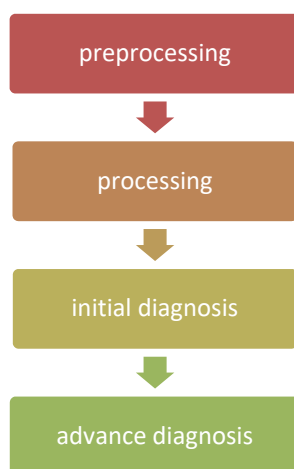 preprocessing
processing
initial diagnosis
advance diagnosis